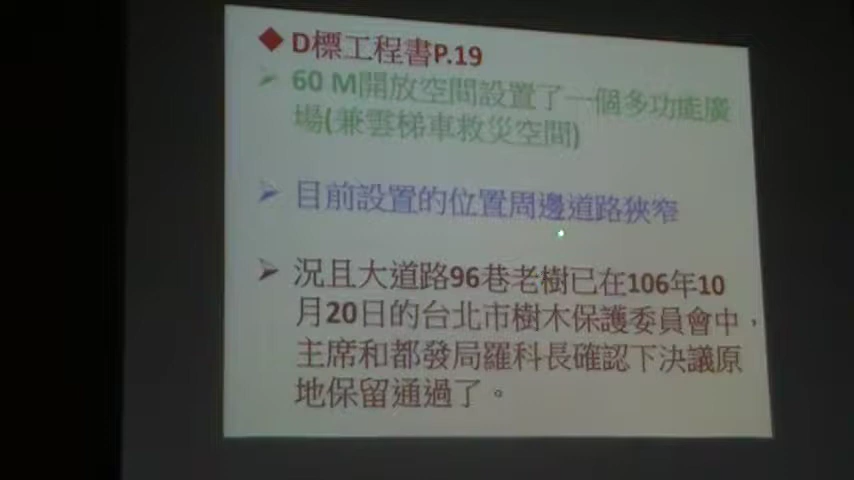 ◆ D標工程書P.19
➢ 60 M開放空間設置了一個多功能廣
場(兼雲梯車救災空間)
➢ 目前設置的位置周邊道路狹窄
➢ 況且大道路96巷老樹已在106年10
月20日的台北市樹木保護委員會中，
主席和都發局羅科長確認下決議原
地保留通過了。